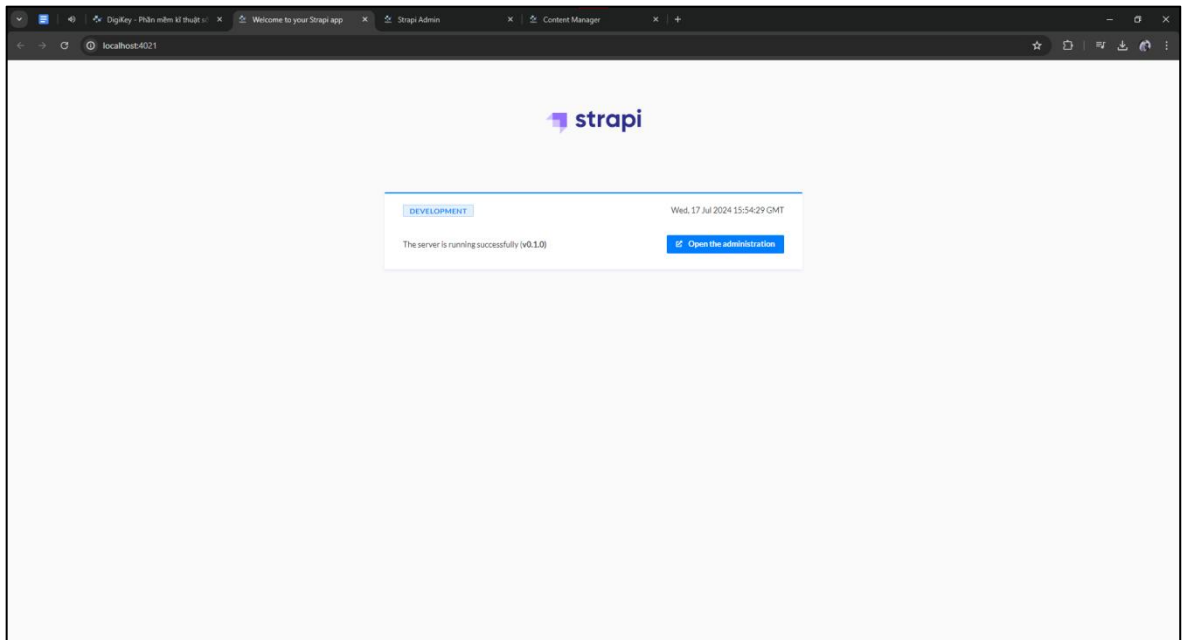 DigiKey - Phần mềm kĩ thuật số
Welcome to your Strapi app
Strapi Admin
Content Manager
localhost:4021
strapi
DEVELOPMENT
Wed, 17 Jul 2024 15:54:29 GMT
The server is running successfully (v0.1.0)
Open the administration